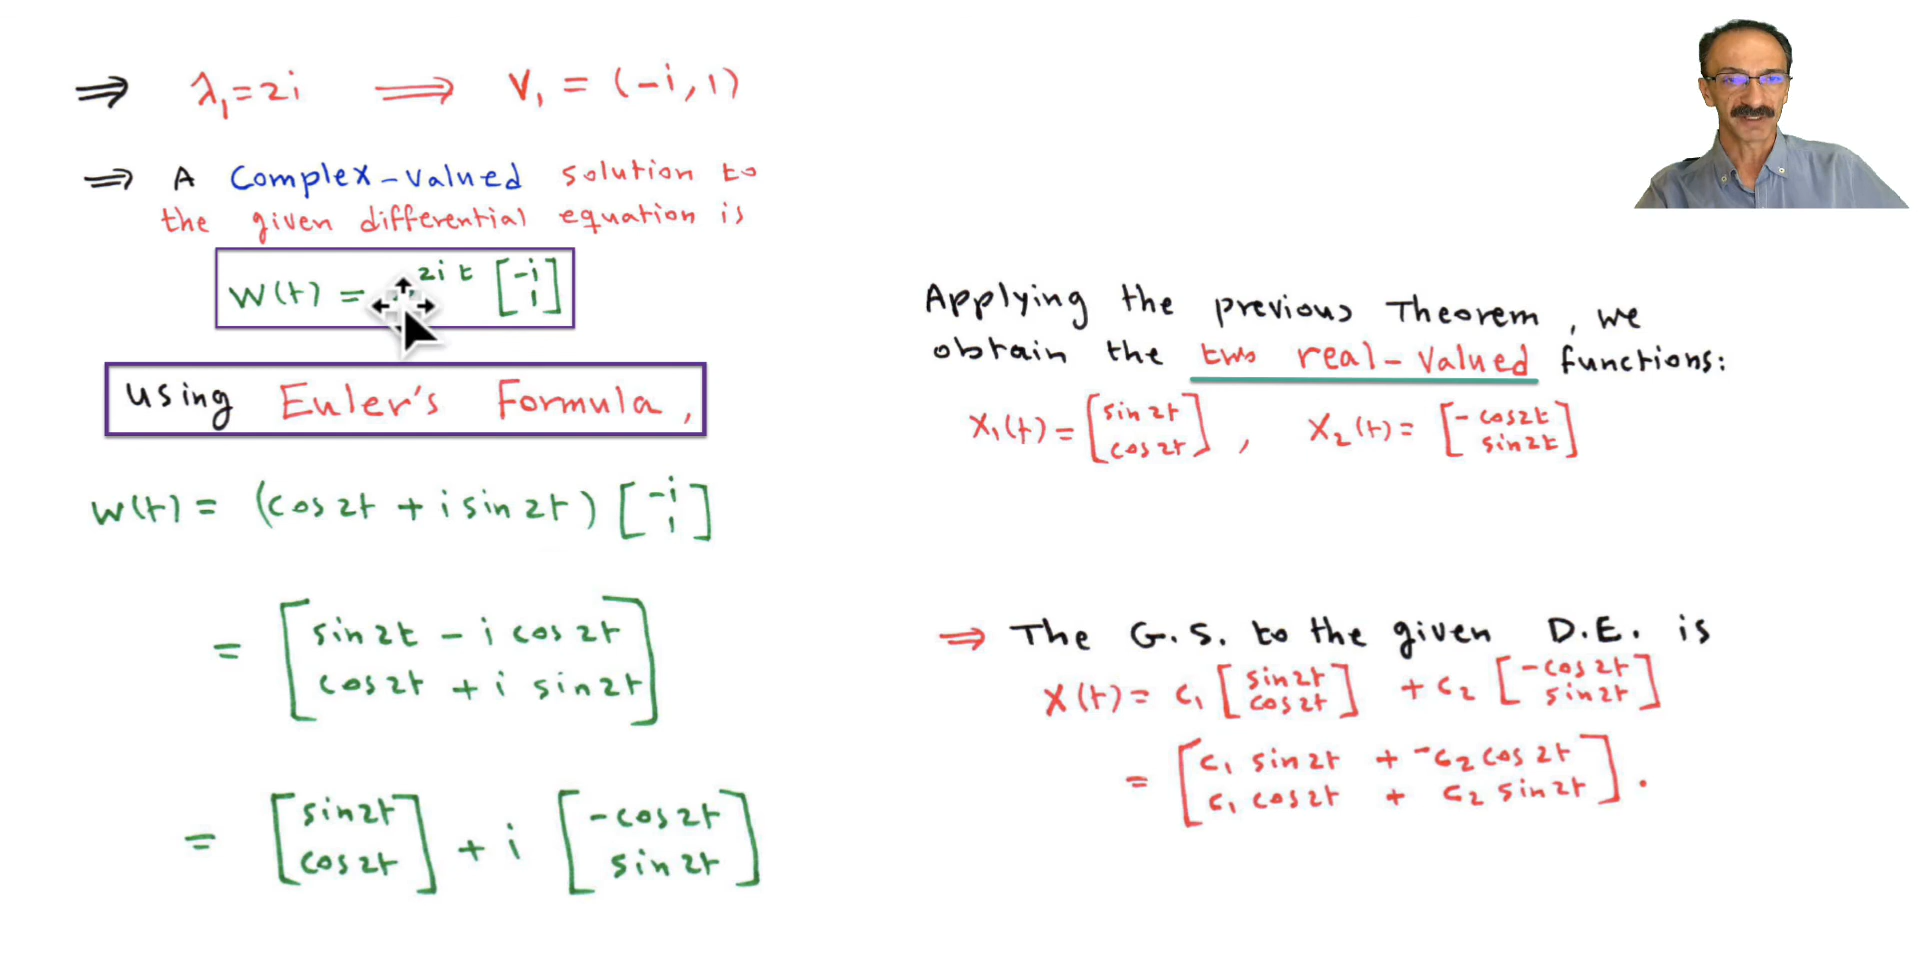 ⇒ λ₁=2i ⟹ V₁ = (-i, 1)
⇒ A Complex-valued solution to
the given differential equation is
W(t) = 2it [-i
1]
using Euler's Formula,
W(t) = (cos 2t + i sin 2t) [-i
1]
= [sin 2t - i cos 2t
cos 2t + i sin 2t]
= [sin 2t
cos 2t] + i [-cos 2t
sin 2t]
Applying the previous Theorem, we
obtain the two real-valued functions:
X₁(t) = [sin 2t
cos 2t], X₂(t) = [-cos 2t
sin 2t]
⇒ The G.S. to the given D.E. is
X(t) = c₁ [sin 2t
cos 2t] + c₂ [-cos 2t
sin 2t]
= [c₁ sin 2t + -c₂ cos 2t
c₁ cos 2t + c₂ sin 2t].